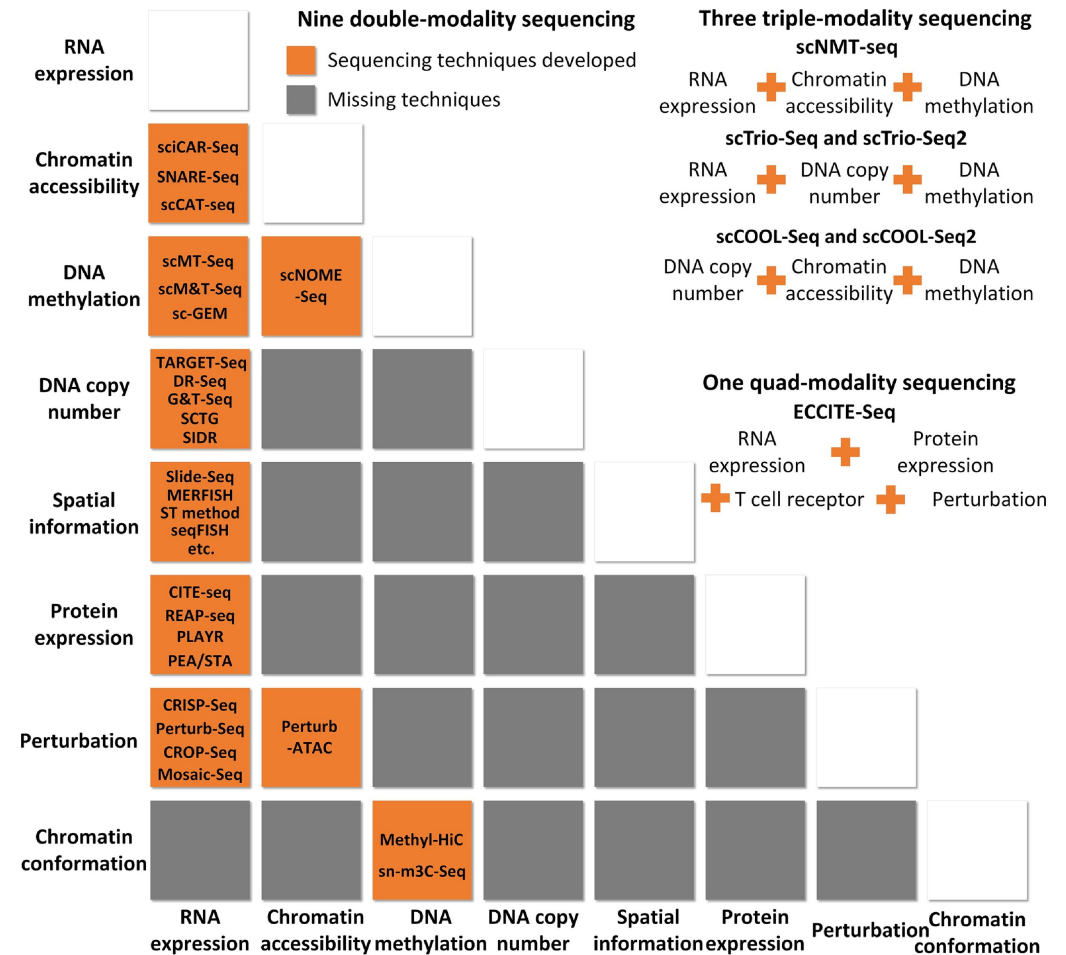 Nine double-modality sequencing
Sequencing techniques developed
Missing techniques
Three triple-modality sequencing
scNMT-seq
RNA expression
Chromatin accessibility
DNA methylation
scTrio-Seq and scTrio-Seq2
RNA expression
DNA copy number
DNA methylation
scCOOL-Seq and scCOOL-Seq2
DNA copy number
Chromatin accessibility
DNA methylation
One quad-modality sequencing
ECCITE-Seq
RNA expression
Protein expression
T cell receptor
Perturbation
RNA
expression
Chromatin
accessibility
sciCAR-Seq
SNARE-Seq
scCAT-seq
DNA
methylation
scMT-Seq
scM&T-Seq
sc-GEM
scNOME
-Seq
DNA copy
number
TARGET-Seq
DR-Seq
G&T-Seq
SCTG
SIDR
Spatial
information
Slide-Seq
MERFISH
ST method
seqFISH
etc.
Protein
expression
CITE-seq
REAP-seq
PLAYR
PEA/STA
Perturbation
CRISP-Seq
Perturb-Seq
CROP-Seq
Mosaic-Seq
Perturb
-ATAC
Chromatin
conformation
Methyl-HiC
sn-m3C-Seq
RNA
expression
Chromatin
accessibility
DNA
methylation
DNA copy
number
Spatial
information
Protein
expression
Perturbation
Chromatin
conformation